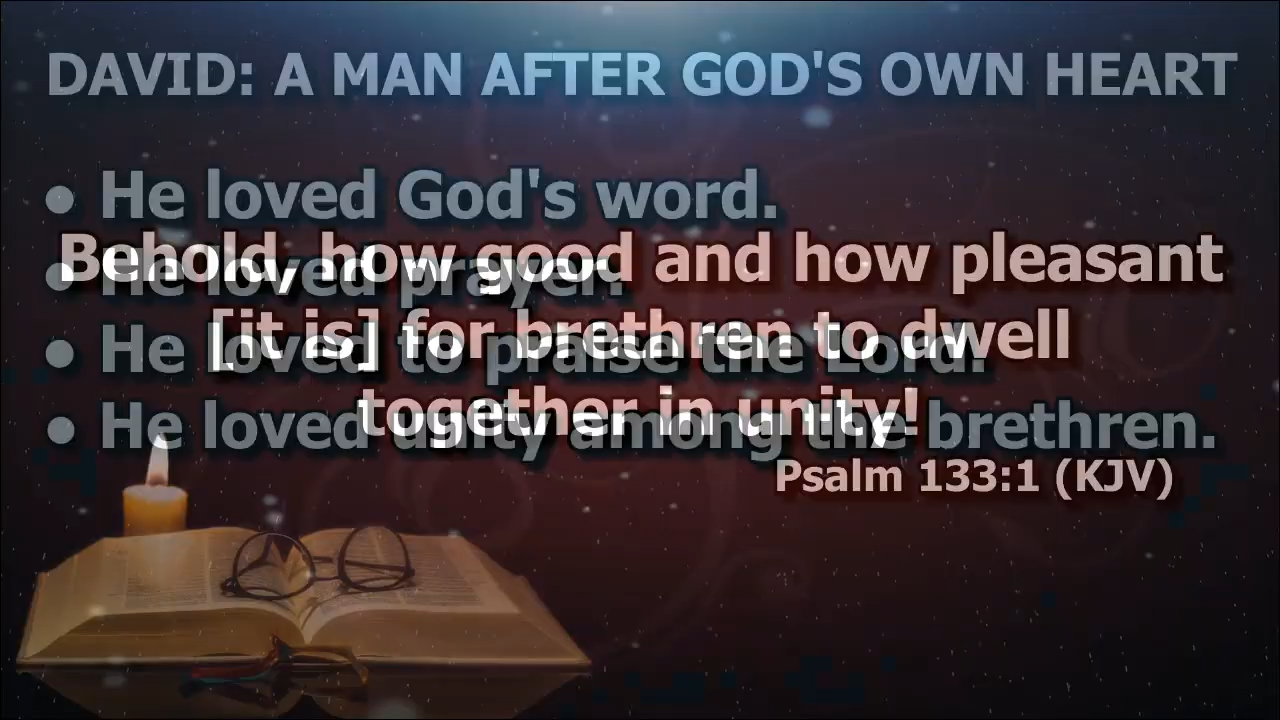 DAVID: A MAN AFTER GOD'S OWN HEART
• He loved God's word.
• He loved prayer.
• He loved to praise the Lord.
• He loved unity among the brethren.
Behold, how good and how pleasant
[it is] for brethren to dwell
together in unity!
Psalm 133:1 (KJV)